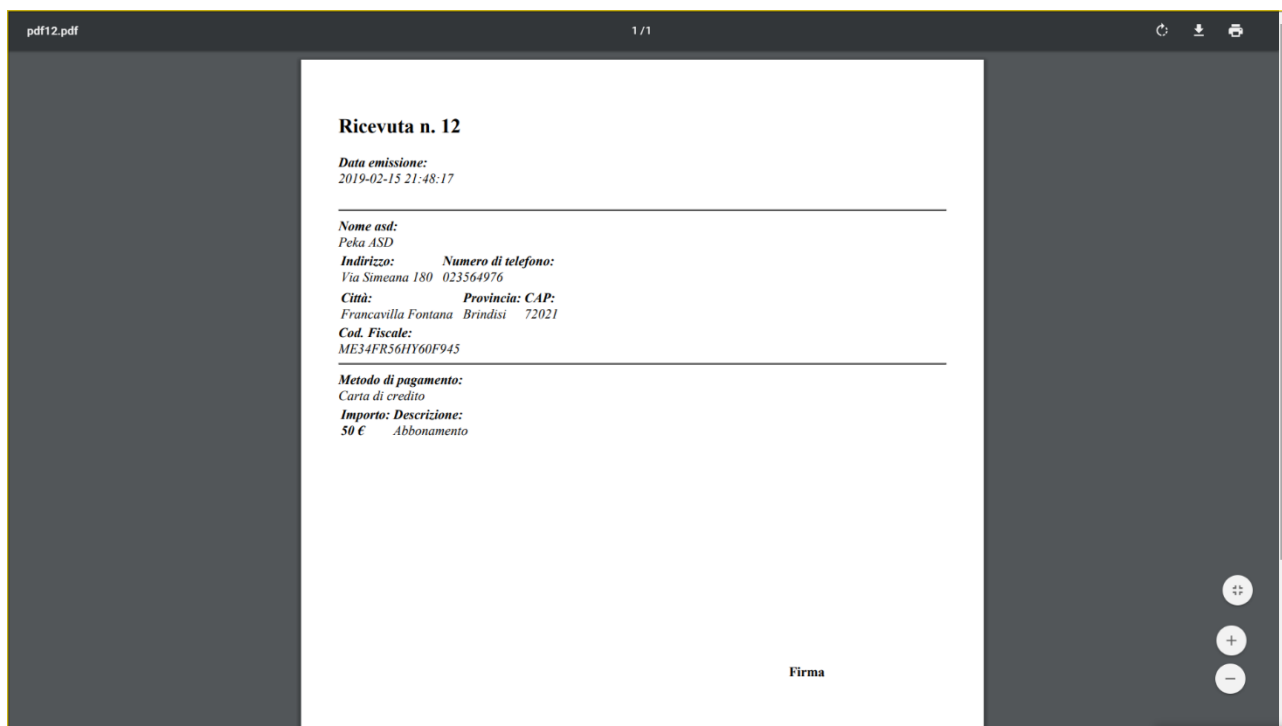 pdf12.pdf
1 / 1
Ricevuta n. 12
Data emissione:
2019-02-15 21:48:17
Nome asd:
Peka ASD
Indirizzo: Numero di telefono:
Via Simeana 180 023564976
Città: Provincia: CAP:
Francavilla Fontana Brindisi 72021
Cod. Fiscale:
ME34FR56HY60F945
Metodo di pagamento:
Carta di credito
Importo: Descrizione:
50 € Abbonamento
Firma